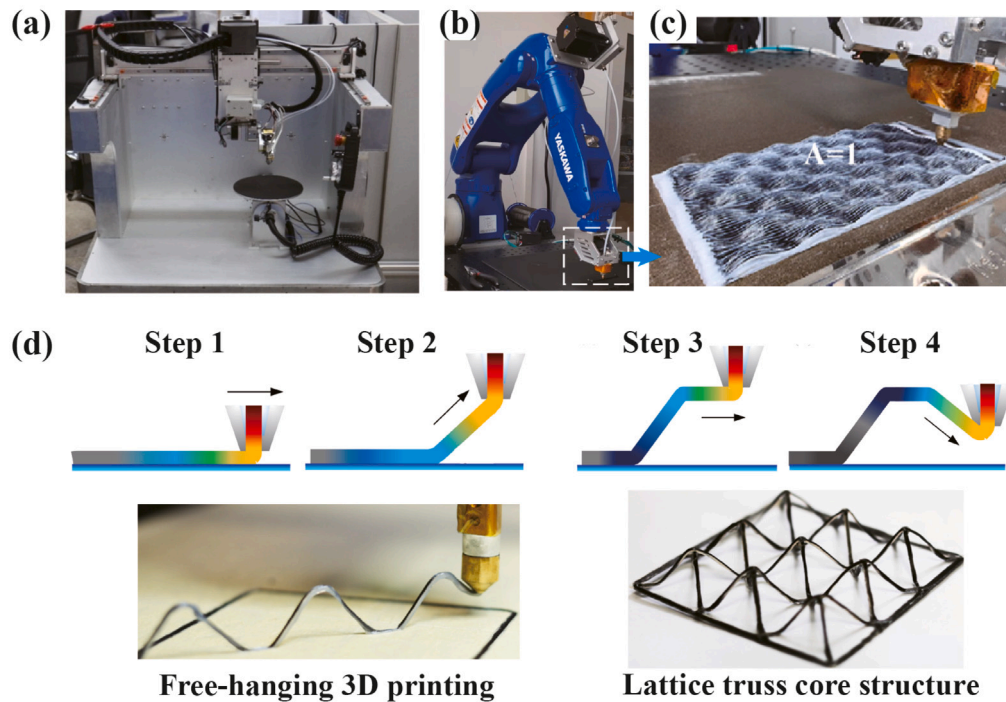 (a)
(b)
(c)
YASKAWA
A=1
(d)
Step 1
Step 2
Step 3
Step 4
Free-hanging 3D printing
Lattice truss core structure